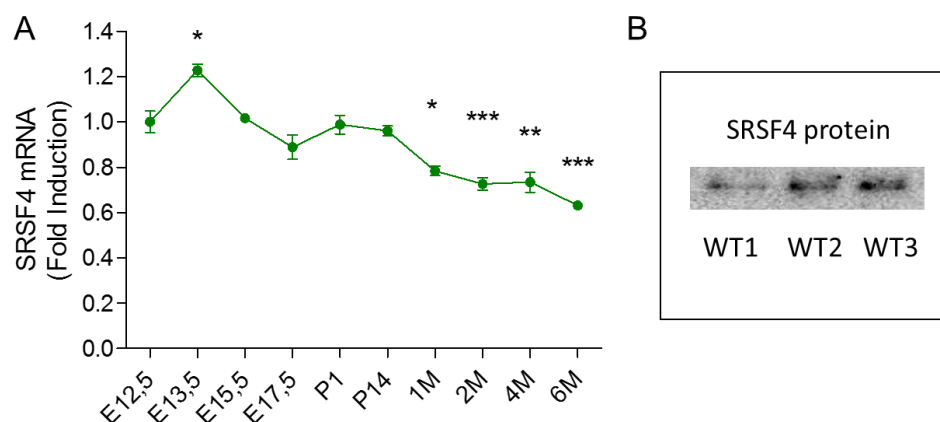 A
SRSF4 mRNA
(Fold Induction)
1.4
1.2
1.0
0.8
0.6
0.4
0.2
0.0
*
*
***
**
***
E12,5
E13,5
E15,5
E17,5
P1
P14
1M
2M
4M
6M
B
SRSF4 protein
WT1 WT2 WT3